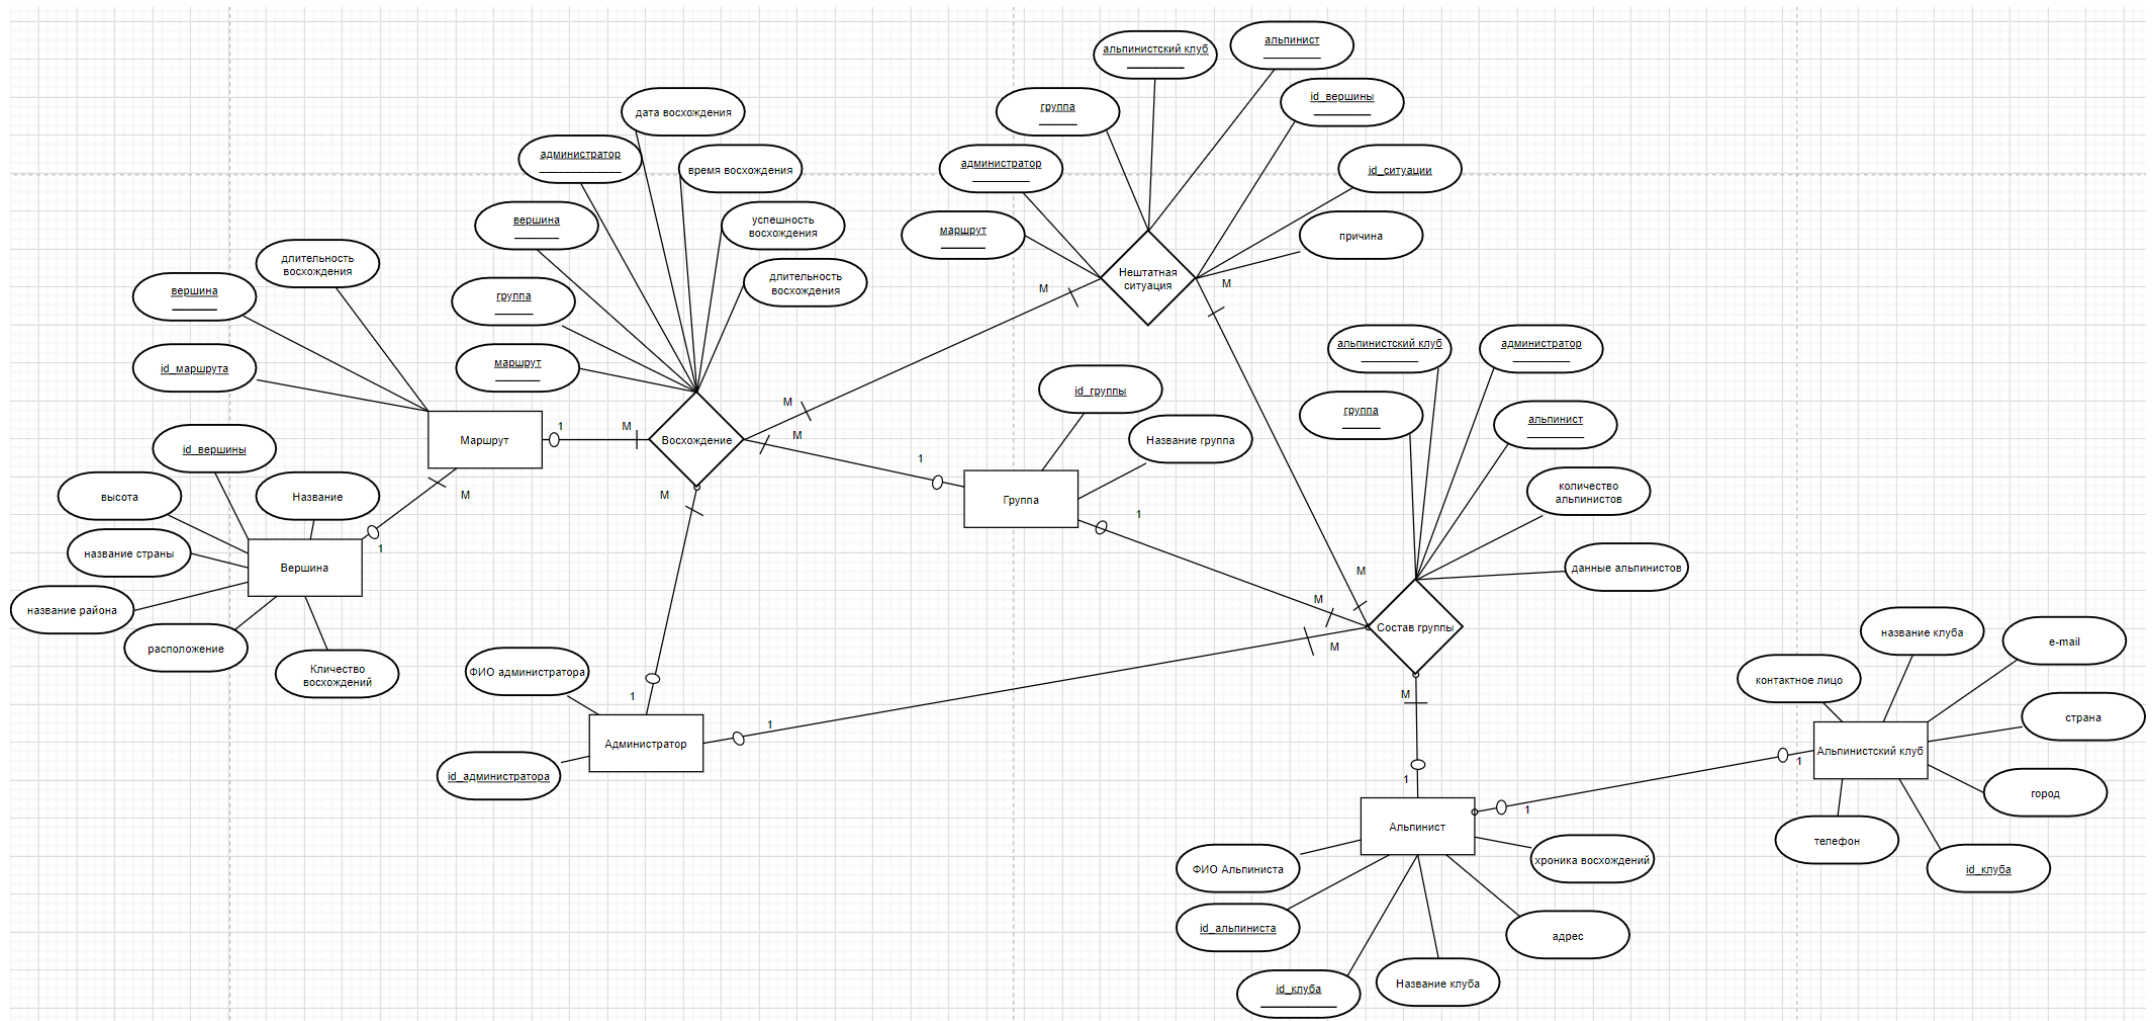 альпинист
альпинистский клуб
id_вершины
группа
дата восхождения
администратор
администратор
время восхождения
id_ситуации
вершина
успешность
восхождения
маршрут
причина
длительность
восхождения
Нештатная
ситуация
длительность
восхождения
вершина
группа
М
М
альпинистский клуб
администратор
маршрут
id_маршрута
id_группы
М
группа
альпинист
Маршрут
1
М
Восхождение
М
Название группа
id_вершины
1
высота
Название
М
М
Группа
количество
альпинистов
1
название страны
1
Вершина
М
данные альпинистов
название района
М
Состав группы
расположение
М
название клуба
e-mail
Кличество
восхождений
ФИО администратора
контактное лицо
1
М
страна
1
Администратор
Альпинистский клуб
1
id_администратора
1
город
1
Альпинист
телефон
хроника восхождений
ФИО Альпиниста
id_клуба
id_альпиниста
адрес
id_клуба
Название клуба